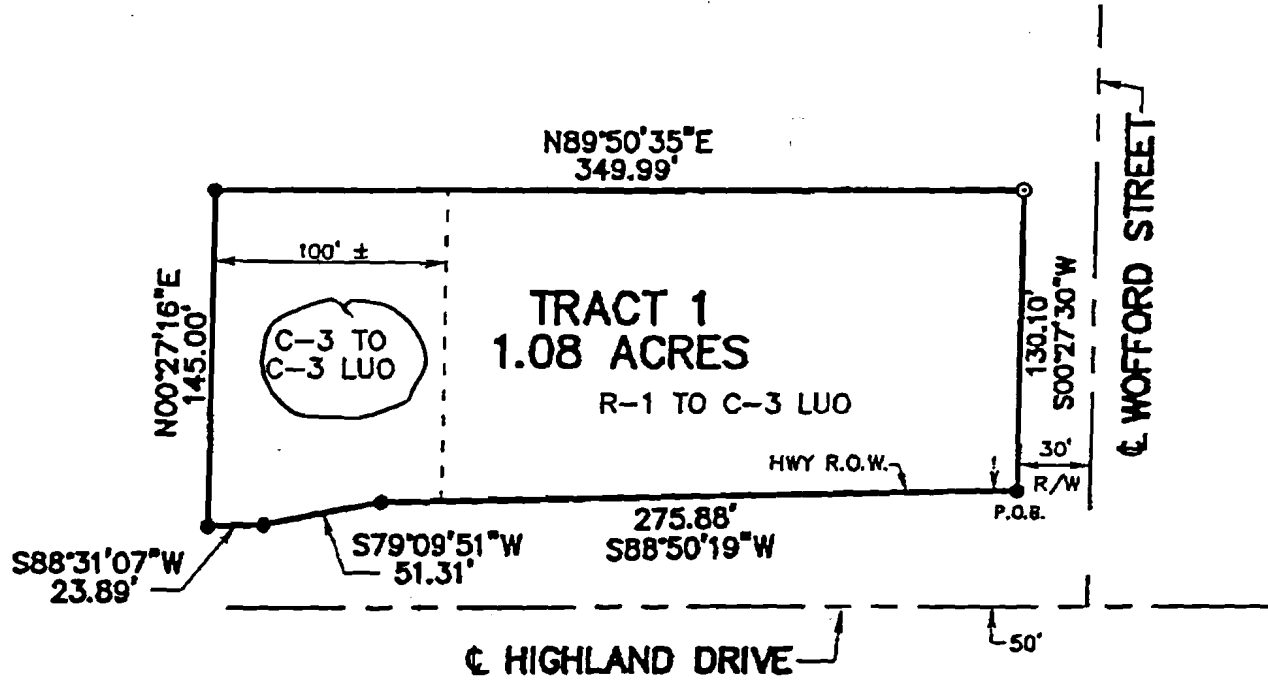 N89°50'35"E
349.99'
100' ±
N00°27'16"E
145.00'
C-3 TO
C-3 LUO
TRACT 1
1.08 ACRES
R-1 TO C-3 LUO
130.10'
S00°27'30"W
℄ WOFFORD STREET
HWY R.O.W.
30'
R/W
P.O.B.
275.88'
S88°50'19"W
S79°09'51"W
51.31'
S88°31'07"W
23.89'
50'
℄ HIGHLAND DRIVE